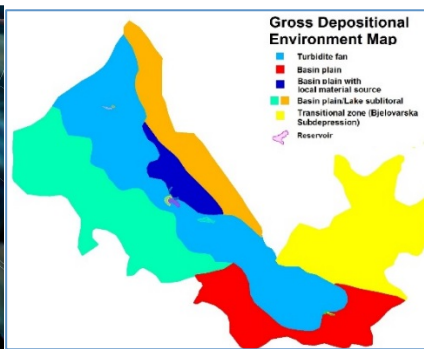 Gross Depositional
Environment Map
Turbidite fan
Basin plain
Basin plain with
local material source
Basin plain/Lake sublitoral
Transitional zone (Bjelovarska
Subdepression)
Reservoir